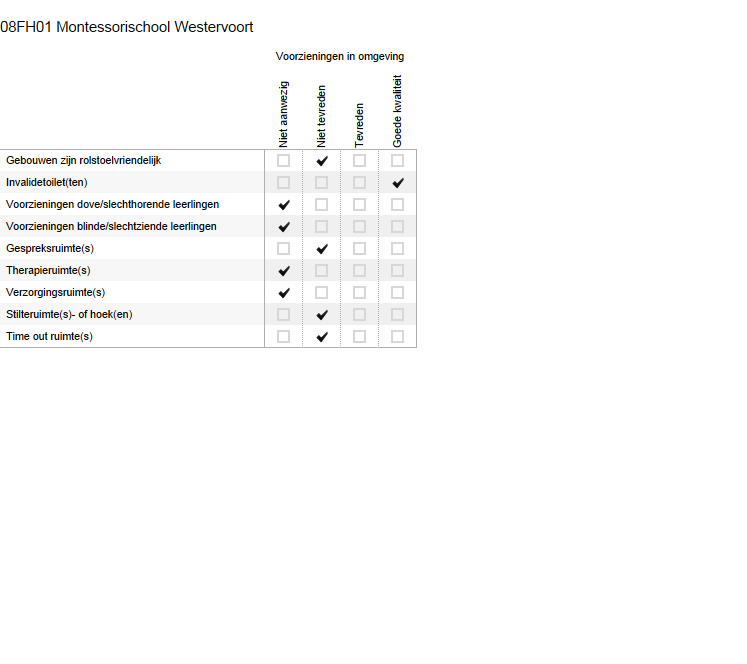 08FH01 Montessorischool Westervoort
Voorzieningen in omgeving
Niet aanwezig
Niet tevreden
Tevreden
Goede kwaliteit
Gebouwen zijn rolstoelvriendelijk
Invalidetoilet(ten)
Voorzieningen dove/slechthorende leerlingen
Voorzieningen blinde/slechtziende leerlingen
Gespreksruimte(s)
Therapieruimte(s)
Verzorgingsruimte(s)
Stilteruimte(s)- of hoek(en)
Time out ruimte(s)